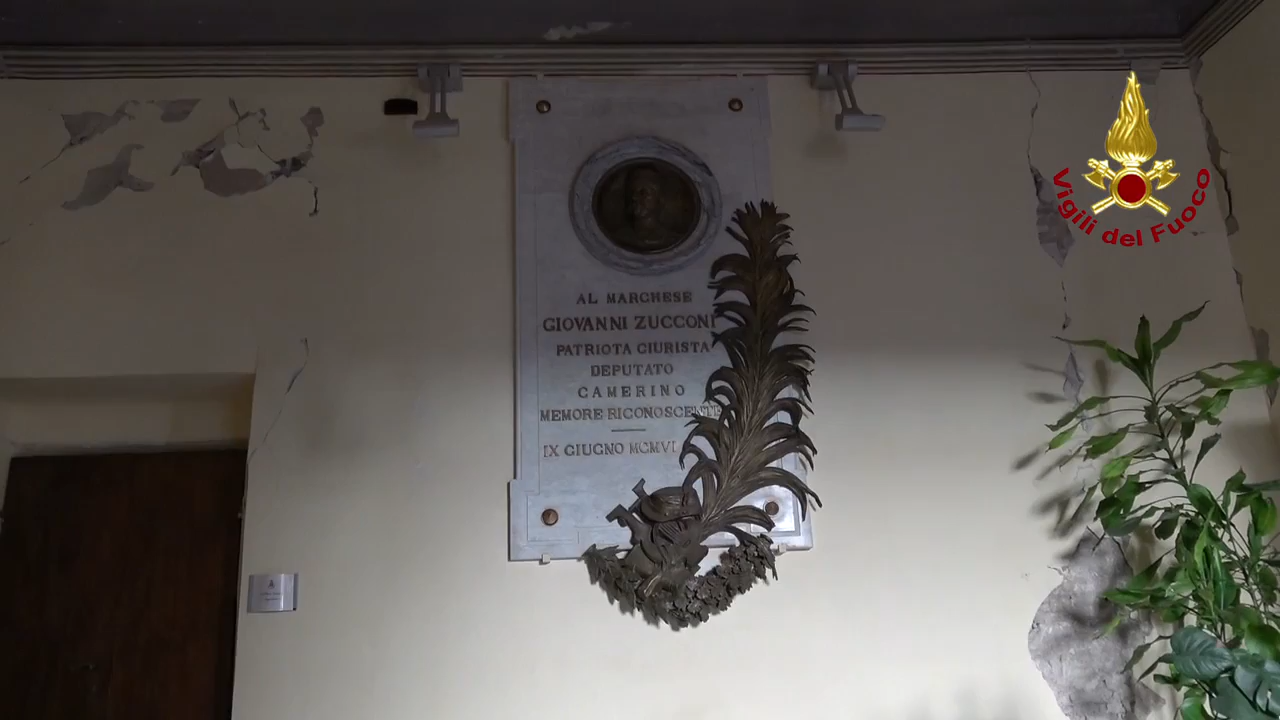 AL MARCHESE
GIOVANNI ZUCCONI
PATRIOTA GIURISTA
DEPUTATO
CAMERINO
MEMORE RICONOSCENTE
IX GIUGNO MCMVI
Vigili del Fuoco